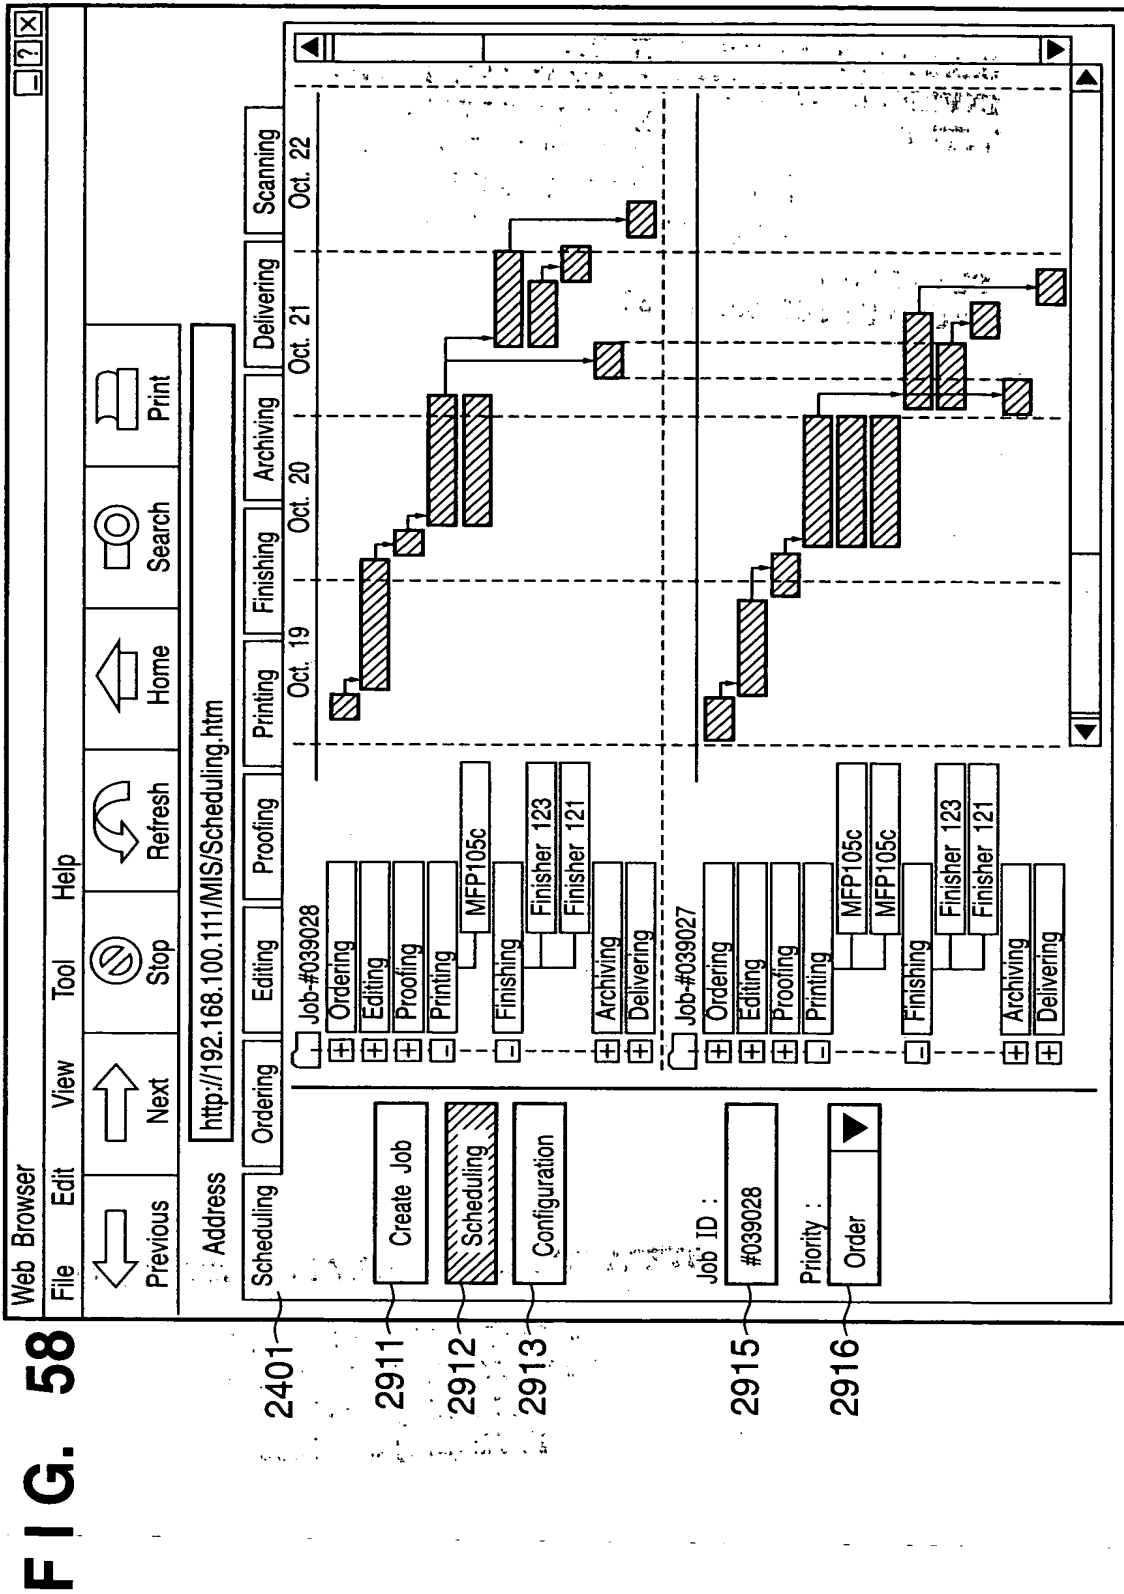 FIG. 58
Web Browser
_ ? ×
File Edit View Tool Help
Previous Next Stop Refresh Home Search Print
Address http://192.168.100.111/MIS/Scheduling.htm
Scheduling Ordering Editing Proofing Printing Finishing Archiving Delivering Scanning
2401
2911
Create Job
2912
Scheduling
2913
Configuration
2915
Job ID :
#039028
2916
Priority :
Order
Oct. 19 Oct. 20 Oct. 21 Oct. 22
Job-#039028
+ Ordering
+ Editing
+ Proofing
- Printing
MFP105c
- Finishing
Finisher 123
Finisher 121
+ Archiving
+ Delivering
Job-#039027
+ Ordering
+ Editing
+ Proofing
- Printing
MFP105c
MFP105c
- Finishing
Finisher 123
Finisher 121
+ Archiving
+ Delivering